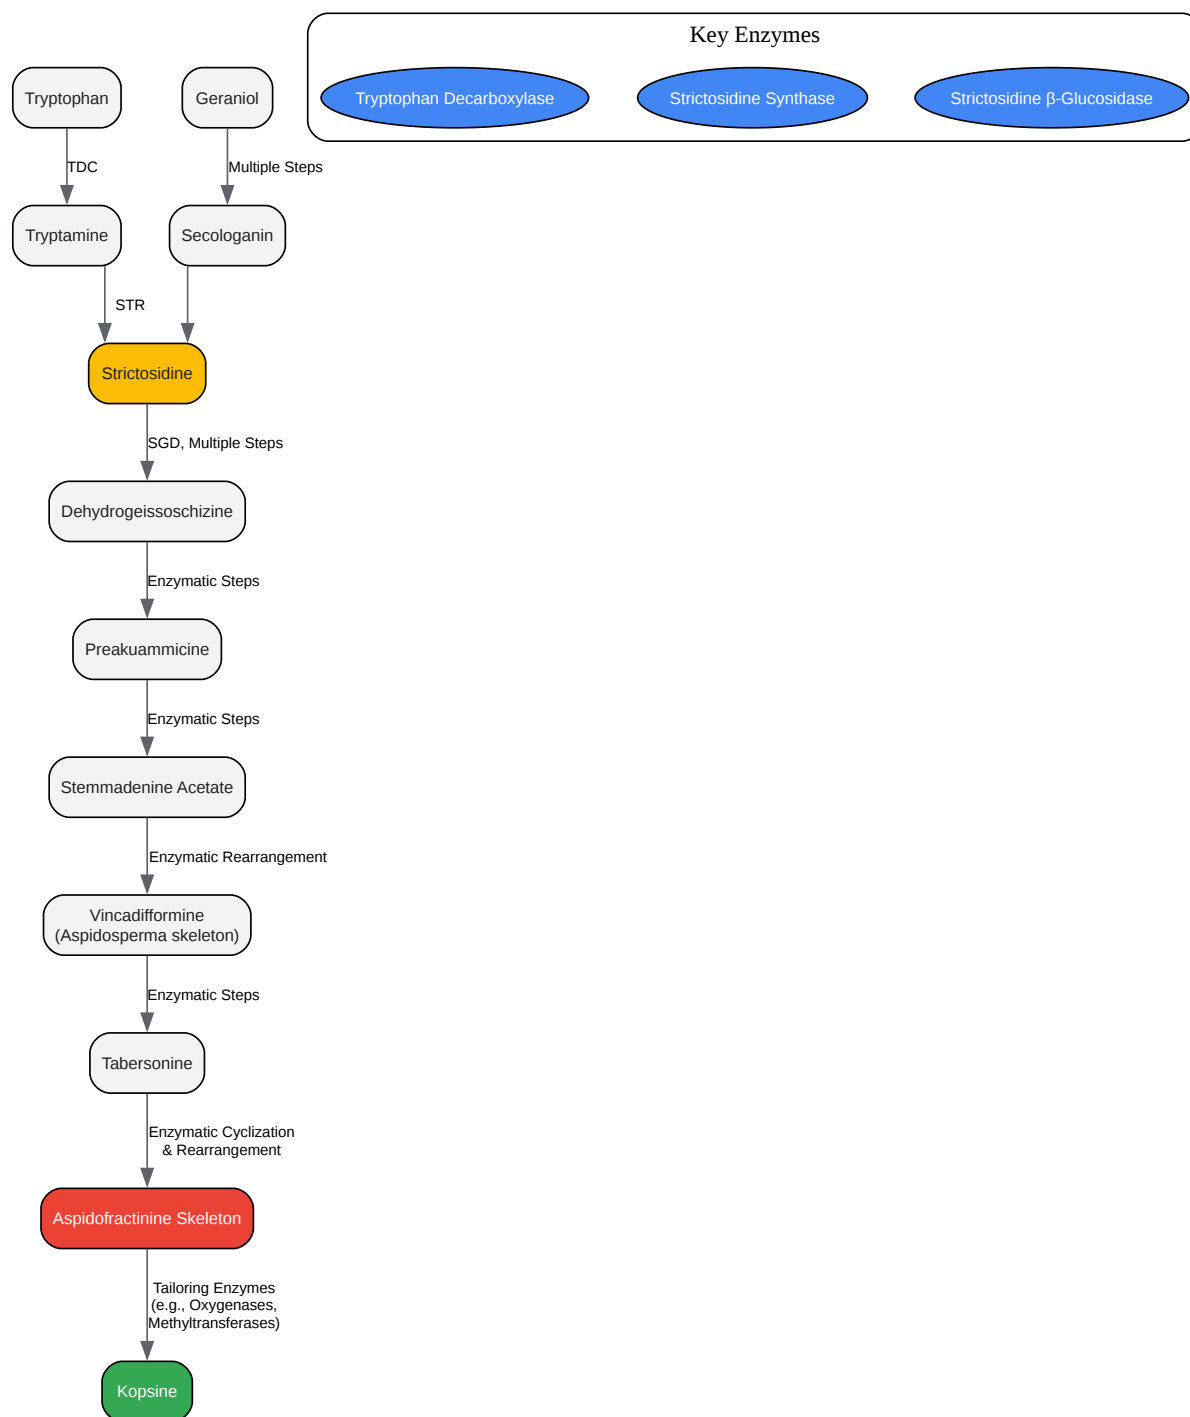 Key Enzymes
Tryptophan
Geraniol
Tryptophan Decarboxylase
Strictosidine Synthase
Strictosidine β-Glucosidase
TDC
Multiple Steps
Tryptamine
Secologanin
STR
Strictosidine
SGD, Multiple Steps
Dehydrogeissoschizine
Enzymatic Steps
Preakuammicine
Enzymatic Steps
Stemmadenine Acetate
Enzymatic Rearrangement
Vincadifformine
(Aspidosperma skeleton)
Enzymatic Steps
Tabersonine
Enzymatic Cyclization
& Rearrangement
Aspidofractinine Skeleton
Tailoring Enzymes
(e.g., Oxygenases,
Methyltransferases)
Kopsine